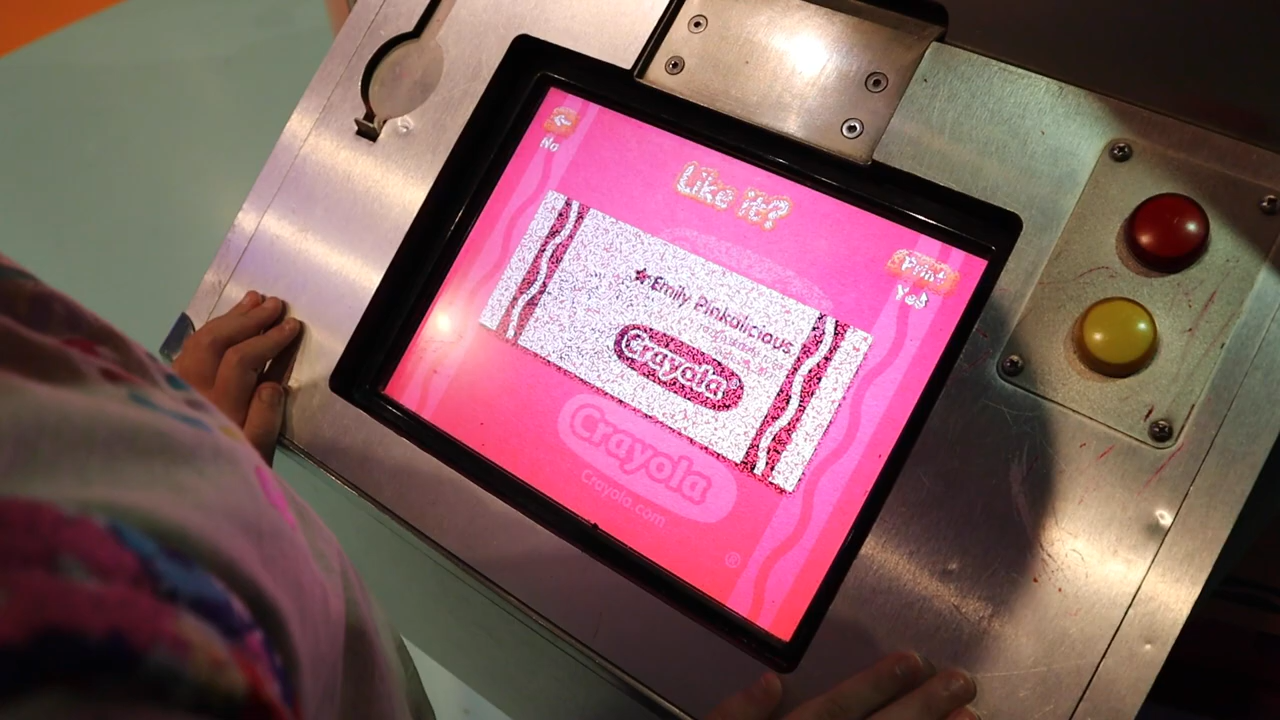 No
Like it?
Print
Yes
★Emily Pinkalicious
crayola®
Crayola
crayola.com
®